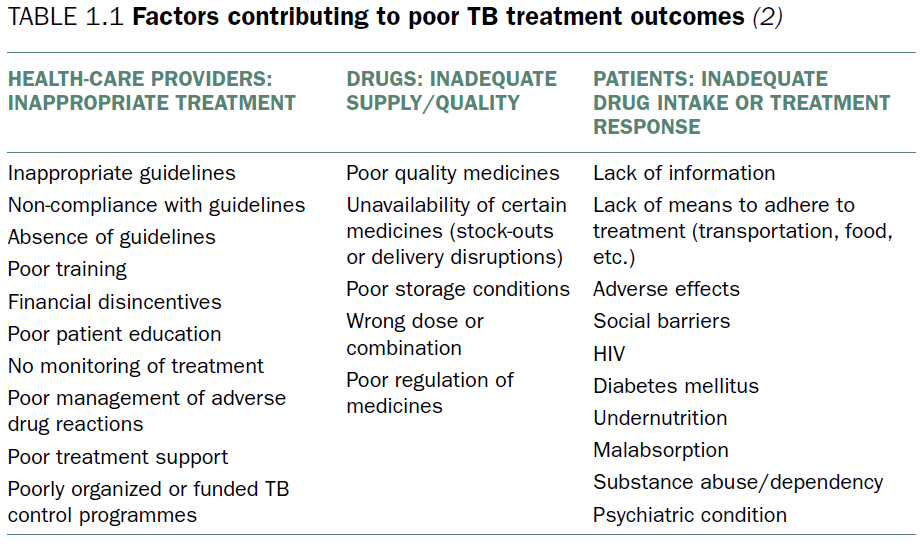 TABLE 1.1 Factors contributing to poor TB treatment outcomes (2)
HEALTH-CARE PROVIDERS:
INAPPROPRIATE TREATMENT
DRUGS: INADEQUATE
SUPPLY/QUALITY
PATIENTS: INADEQUATE
DRUG INTAKE OR TREATMENT
RESPONSE
Inappropriate guidelines
Non-compliance with guidelines
Absence of guidelines
Poor training
Financial disincentives
Poor patient education
No monitoring of treatment
Poor management of adverse
drug reactions
Poor treatment support
Poorly organized or funded TB
control programmes
Poor quality medicines
Unavailability of certain
medicines (stock-outs
or delivery disruptions)
Poor storage conditions
Wrong dose or
combination
Poor regulation of
medicines
Lack of information
Lack of means to adhere to
treatment (transportation, food,
etc.)
Adverse effects
Social barriers
HIV
Diabetes mellitus
Undernutrition
Malabsorption
Substance abuse/dependency
Psychiatric condition